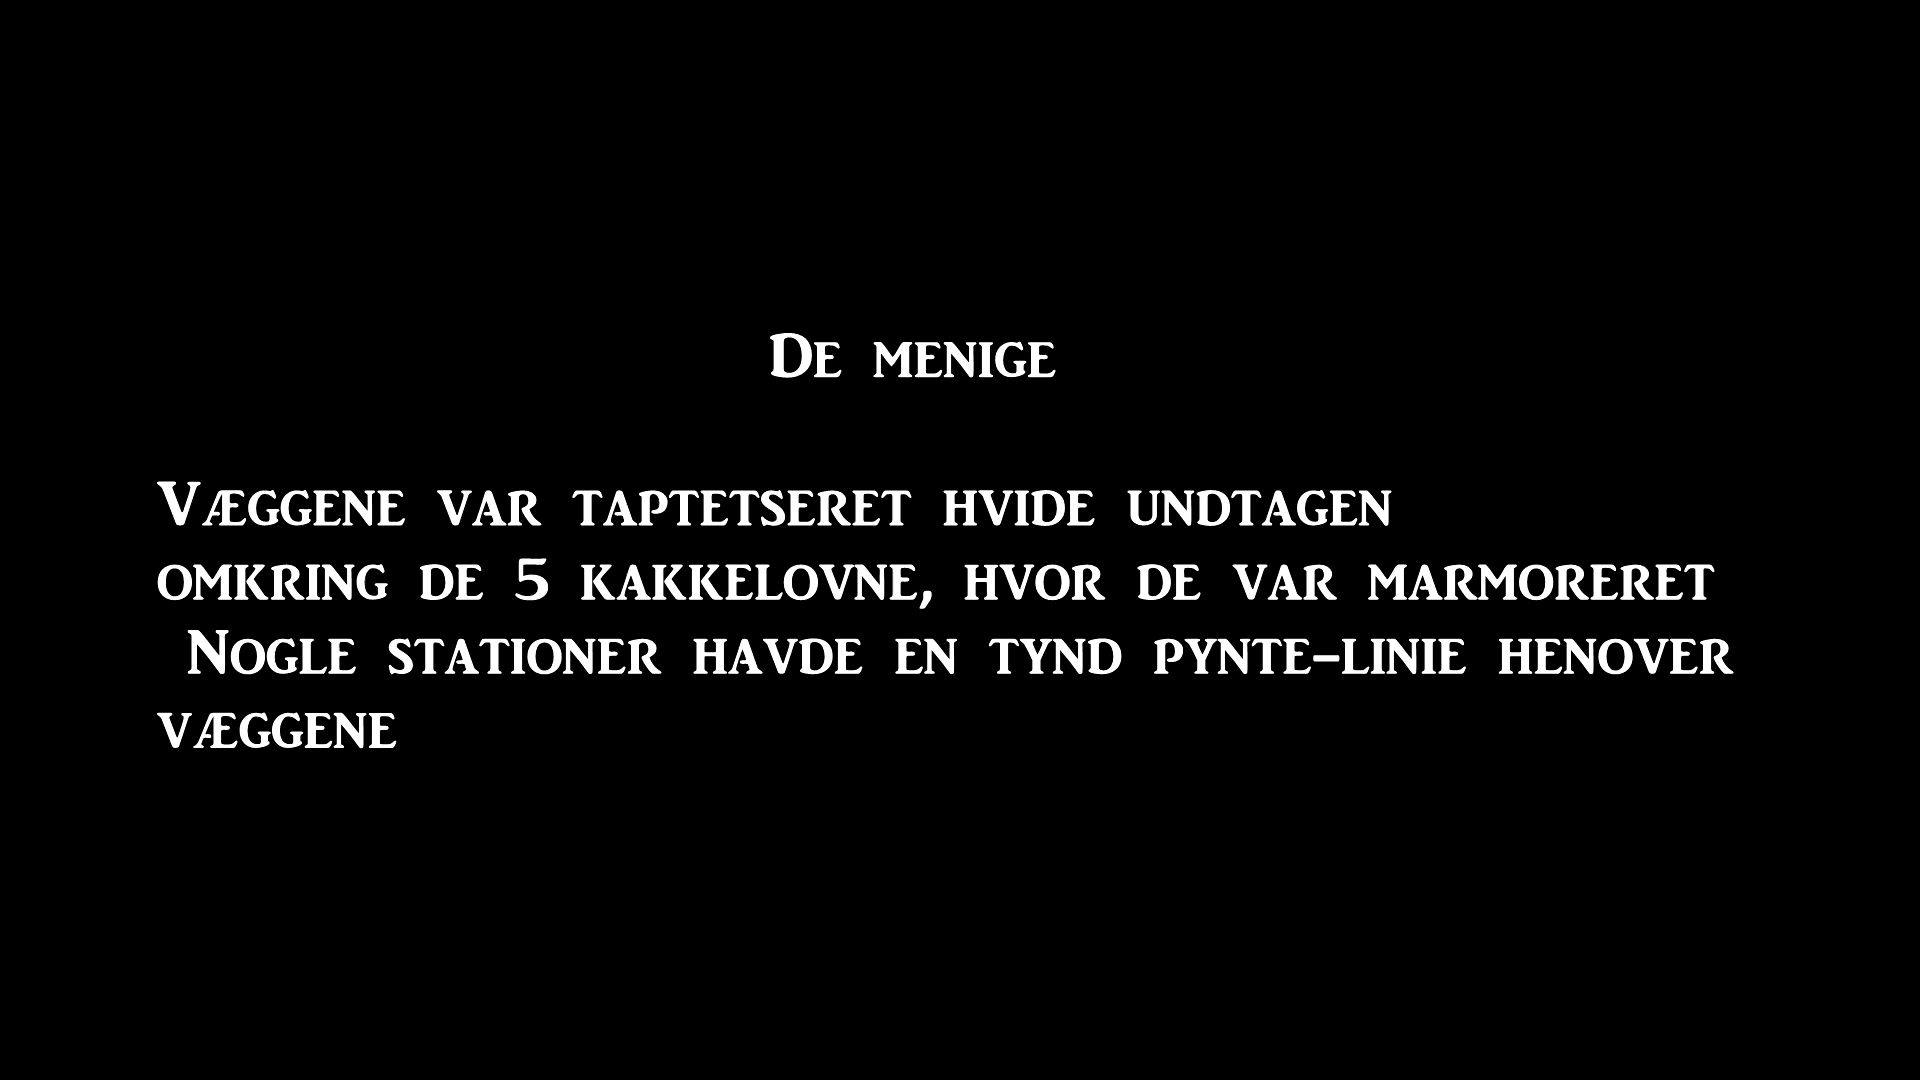 De menige
Væggene var taptetseret hvide undtagen
omkring de 5 kakkelovne, hvor de var marmoreret
Nogle stationer havde en tynd pynte-linie henover
væggene